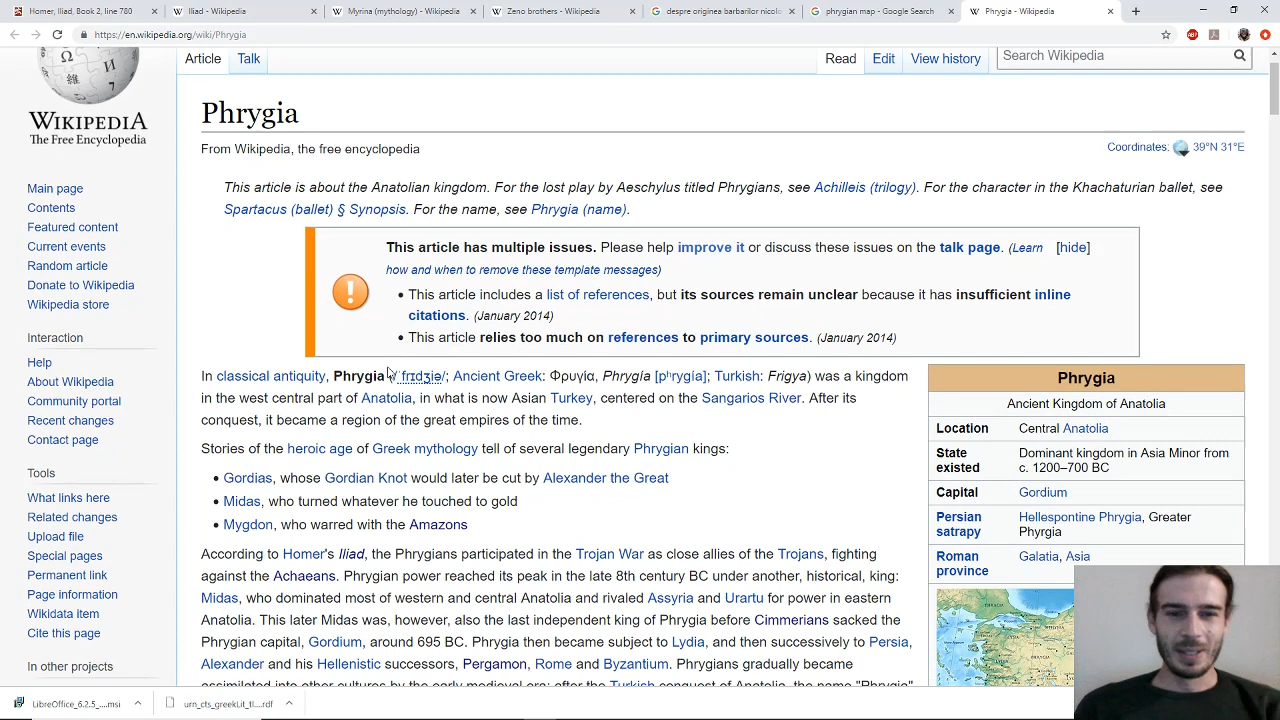 Homer, Iliad, Book 2, line 780
Iliad - Wikipedia
Myrina (mythology) - Wikipedia
Zeno brothers - Wikipedia
despre originea barbarilor nicolo
phrygian map - Google Search
Phrygia - Wikipedia
https://en.wikipedia.org/wiki/Phrygia
Article Talk Read Edit View history Search Wikipedia
WIKIPEDIA
The Free Encyclopedia
Main page
Contents
Featured content
Current events
Random article
Donate to Wikipedia
Wikipedia store
Interaction
Help
About Wikipedia
Community portal
Recent changes
Contact page
Tools
What links here
Related changes
Upload file
Special pages
Permanent link
Page information
Wikidata item
Cite this page
In other projects
Phrygia
From Wikipedia, the free encyclopedia
Coordinates: 39°N 31°E
This article is about the Anatolian kingdom. For the lost play by Aeschylus titled Phrygians, see Achilleis (trilogy). For the character in the Khachaturian ballet, see
Spartacus (ballet) § Synopsis. For the name, see Phrygia (name).
This article has multiple issues. Please help improve it or discuss these issues on the talk page. (Learn [hide]
how and when to remove these template messages)
• This article includes a list of references, but its sources remain unclear because it has insufficient inline
citations. (January 2014)
• This article relies too much on references to primary sources. (January 2014)
In classical antiquity, Phrygia /ˈfrɪdʒiə/; Ancient Greek: Φρυγία, Phrygía [pʰryɡía]; Turkish: Frigya) was a kingdom
in the west central part of Anatolia, in what is now Asian Turkey, centered on the Sangarios River. After its
conquest, it became a region of the great empires of the time.
Stories of the heroic age of Greek mythology tell of several legendary Phrygian kings:
• Gordias, whose Gordian Knot would later be cut by Alexander the Great
• Midas, who turned whatever he touched to gold
• Mygdon, who warred with the Amazons
According to Homer's Iliad, the Phrygians participated in the Trojan War as close allies of the Trojans, fighting
against the Achaeans. Phrygian power reached its peak in the late 8th century BC under another, historical, king:
Midas, who dominated most of western and central Anatolia and rivaled Assyria and Urartu for power in eastern
Anatolia. This later Midas was, however, also the last independent king of Phrygia before Cimmerians sacked the
Phrygian capital, Gordium, around 695 BC. Phrygia then became subject to Lydia, and then successively to Persia,
Alexander and his Hellenistic successors, Pergamon, Rome and Byzantium. Phrygians gradually became
assimilated into other cultures by the early medieval era; after the Turkish conquest of Anatolia, the name "Phrygia"
Phrygia
Ancient Kingdom of Anatolia
Location Central Anatolia
State existed Dominant kingdom in Asia Minor from
c. 1200–700 BC
Capital Gordium
Persian satrapy Hellespontine Phrygia, Greater
Phyrgia
Roman province Galatia, Asia
LibreOffice_6.2.5_....msi
urn_cts_greekLit_tl....rdf